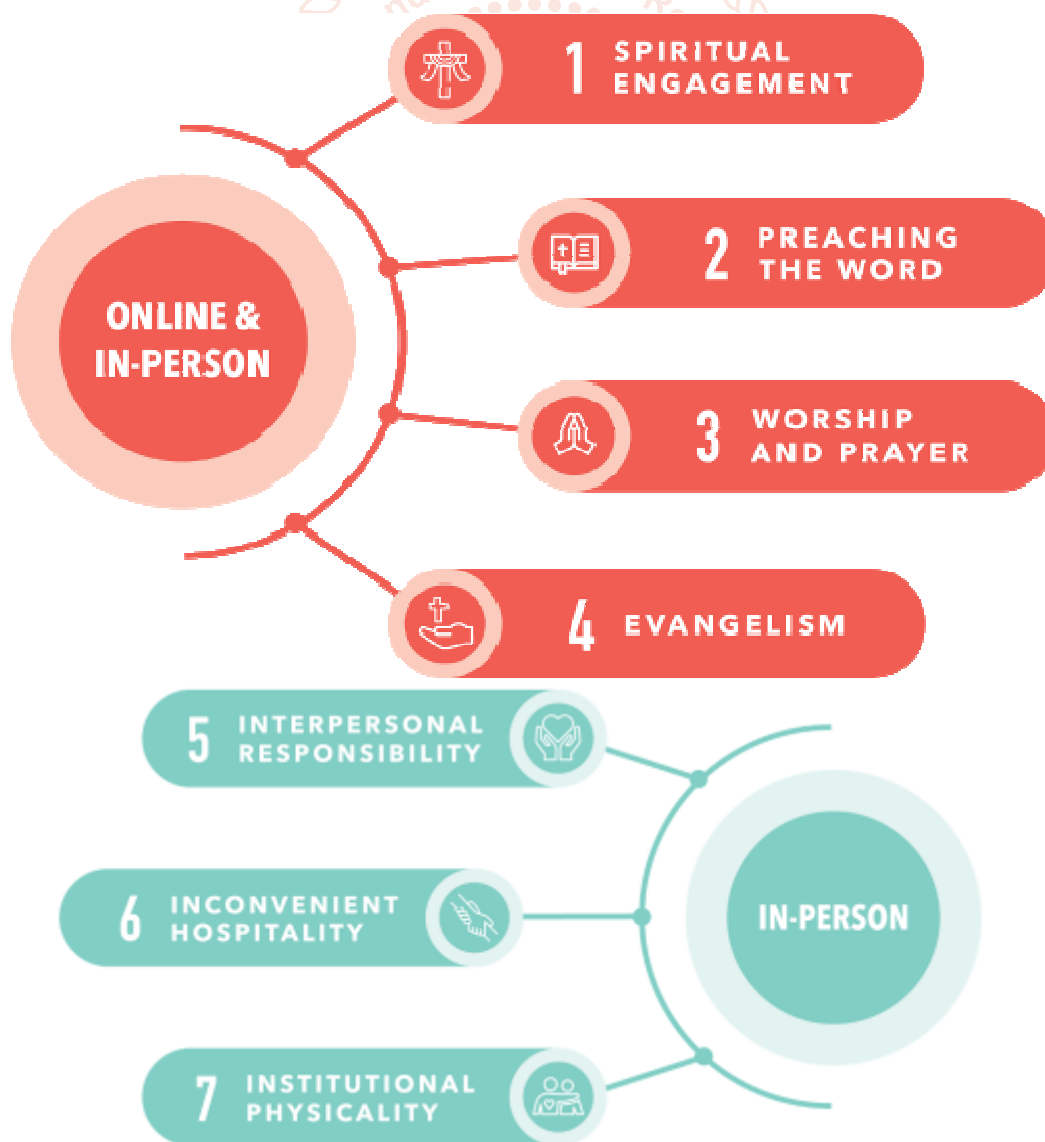 1 SPIRITUAL
ENGAGEMENT
2 PREACHING
THE WORD
ONLINE &
IN-PERSON
3 WORSHIP
AND PRAYER
4 EVANGELISM
5 INTERPERSONAL
RESPONSIBILITY
6 INCONVENIENT
HOSPITALITY
IN-PERSON
7 INSTITUTIONAL
PHYSICALITY